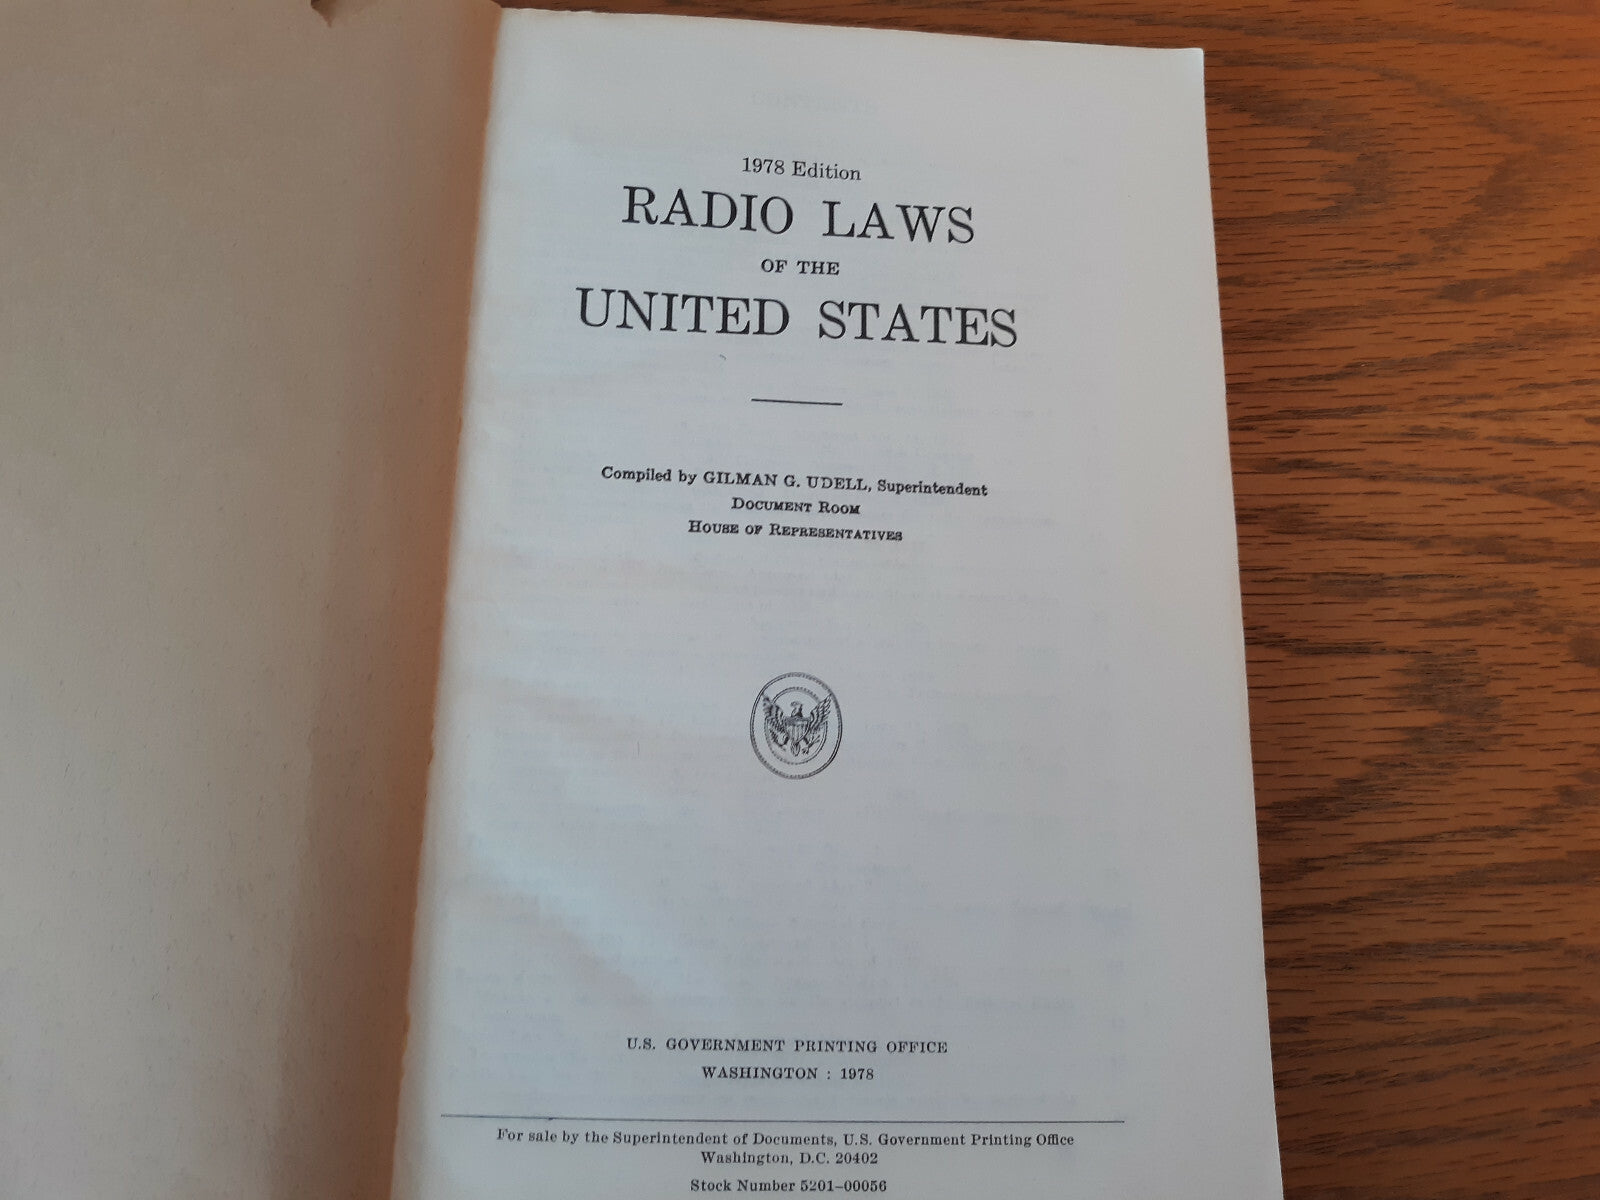 1978 Edition
RADIO LAWS
OF THE
UNITED STATES
Compiled by GILMAN G. UDELL, Superintendent
DOCUMENT ROOM
HOUSE OF REPRESENTATIVES
U.S. GOVERNMENT PRINTING OFFICE
WASHINGTON : 1978
For sale by the Superintendent of Documents, U.S. Government Printing Office
Washington, D.C. 20402
Stock Number 5201-00056